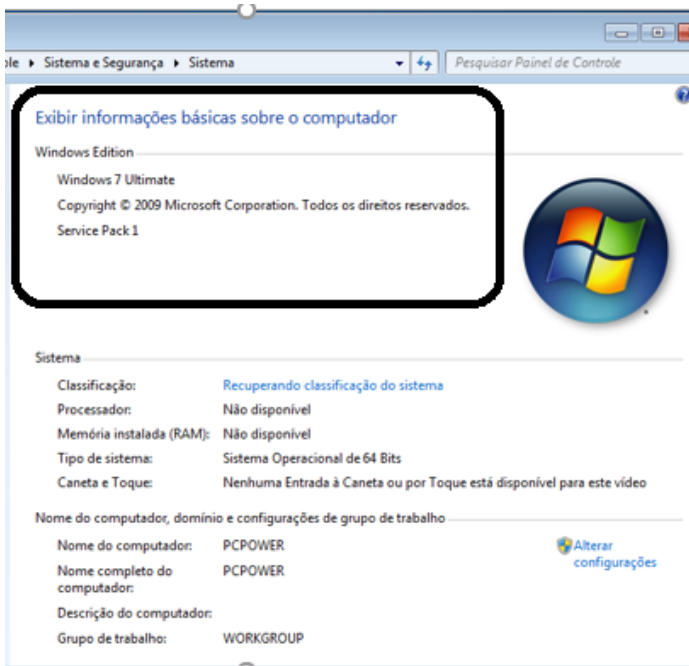 ole ▸ Sistema e Segurança ▸ Sistema
Pesquisar Painel de Controle
Exibir informações básicas sobre o computador
Windows Edition
Windows 7 Ultimate
Copyright © 2009 Microsoft Corporation. Todos os direitos reservados.
Service Pack 1
Sistema
Classificação: Recuperando classificação do sistema
Processador: Não disponível
Memória instalada (RAM): Não disponível
Tipo de sistema: Sistema Operacional de 64 Bits
Caneta e Toque: Nenhuma Entrada à Caneta ou por Toque está disponível para este vídeo
Nome do computador, domínio e configurações de grupo de trabalho
Nome do computador: PCPOWER
Alterar
configurações
Nome completo do PCPOWER
computador:
Descrição do computador:
Grupo de trabalho: WORKGROUP